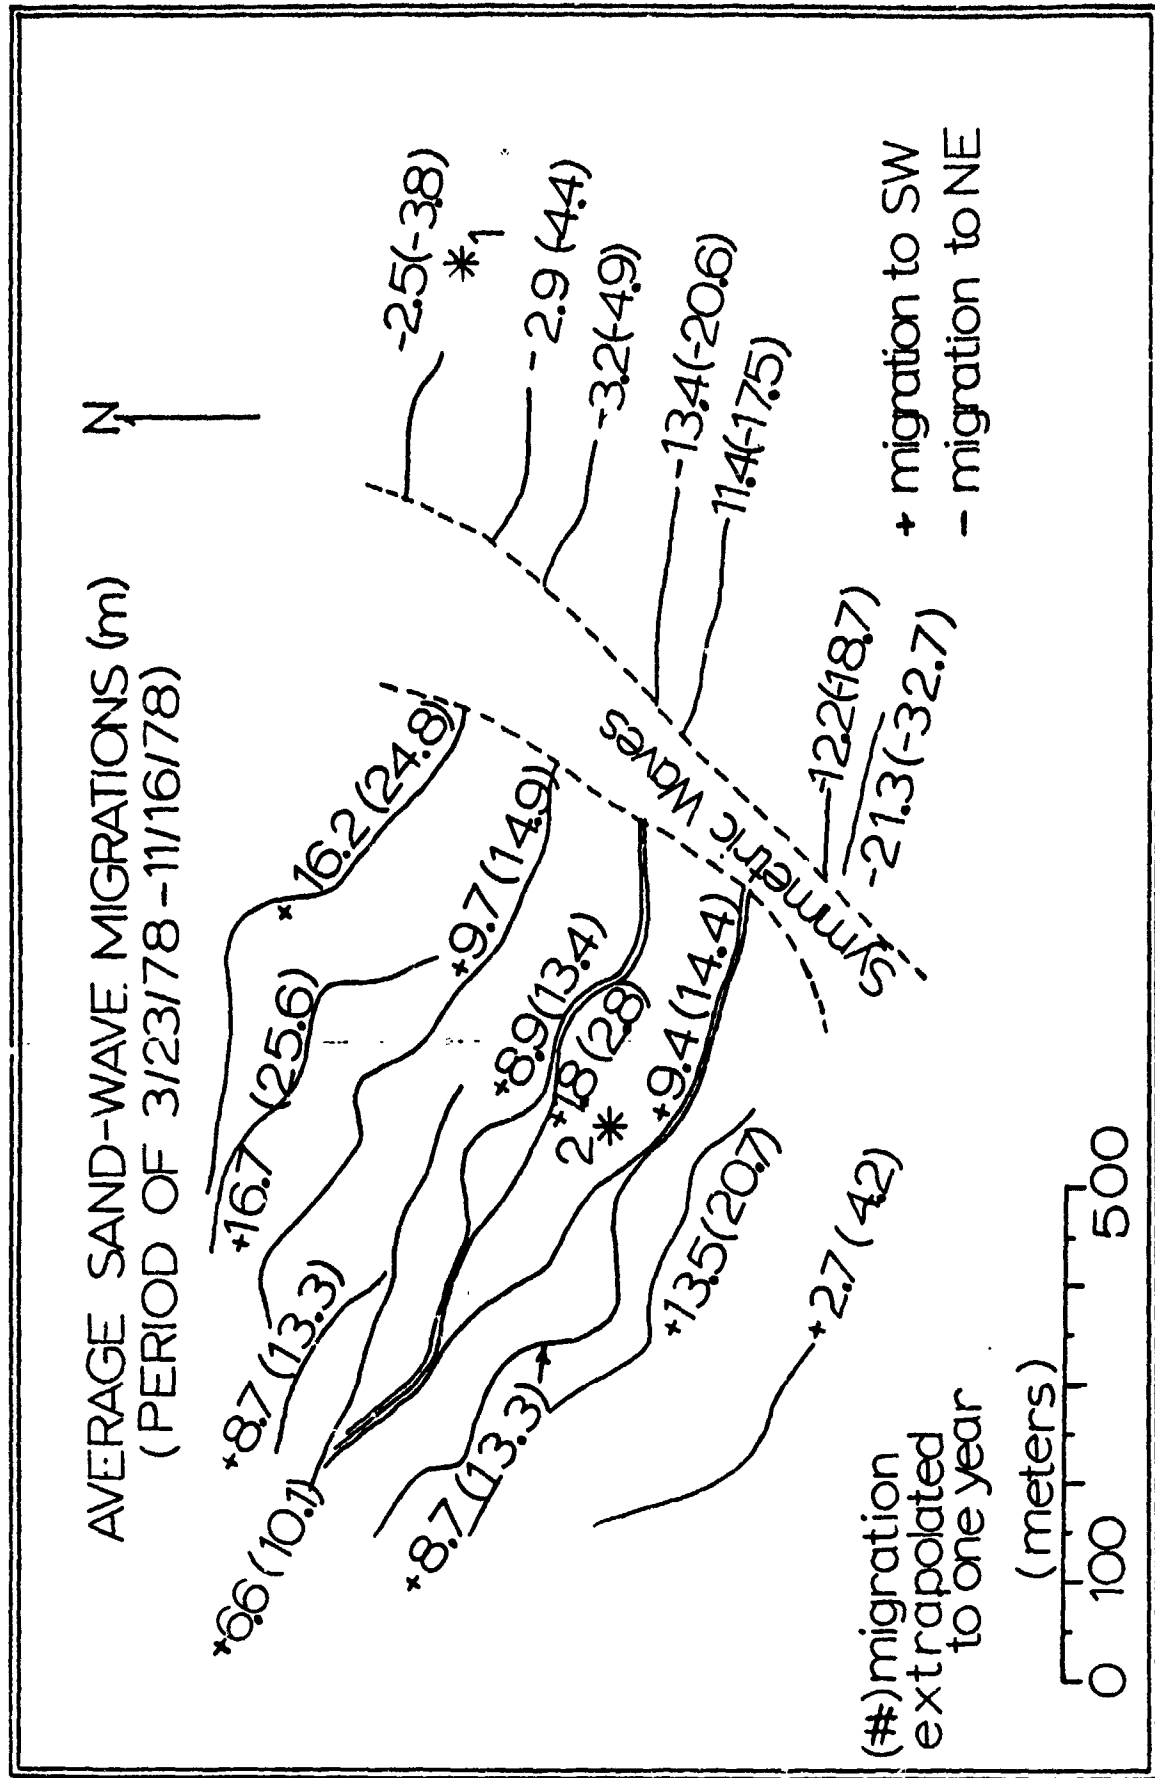 AVERAGE SAND-WAVE MIGRATIONS (m)
(PERIOD OF 3/23/78-11/16/78)
N
+6.6 (10.1)
+8.7 (13.3)
+16.7 (25.6)
+16.2 (24.8)
+9.7 (14.9)
+8.9 (13.4)
+1.8 (2.8)
2
+9.4 (14.4)
+8.7 (13.3)
+13.5 (20.7)
+2.7 (4.2)
Symmetric Waves
-2.5 (-3.8)
1
-2.9 (4.4)
-3.2 (-4.9)
-13.4 (-20.6)
-11.4 (-17.5)
-12.2 (-18.7)
-21.3 (-32.7)
+ migration to SW
- migration to NE
(#) migration
extrapolated
to one year
(meters)
0 100 500